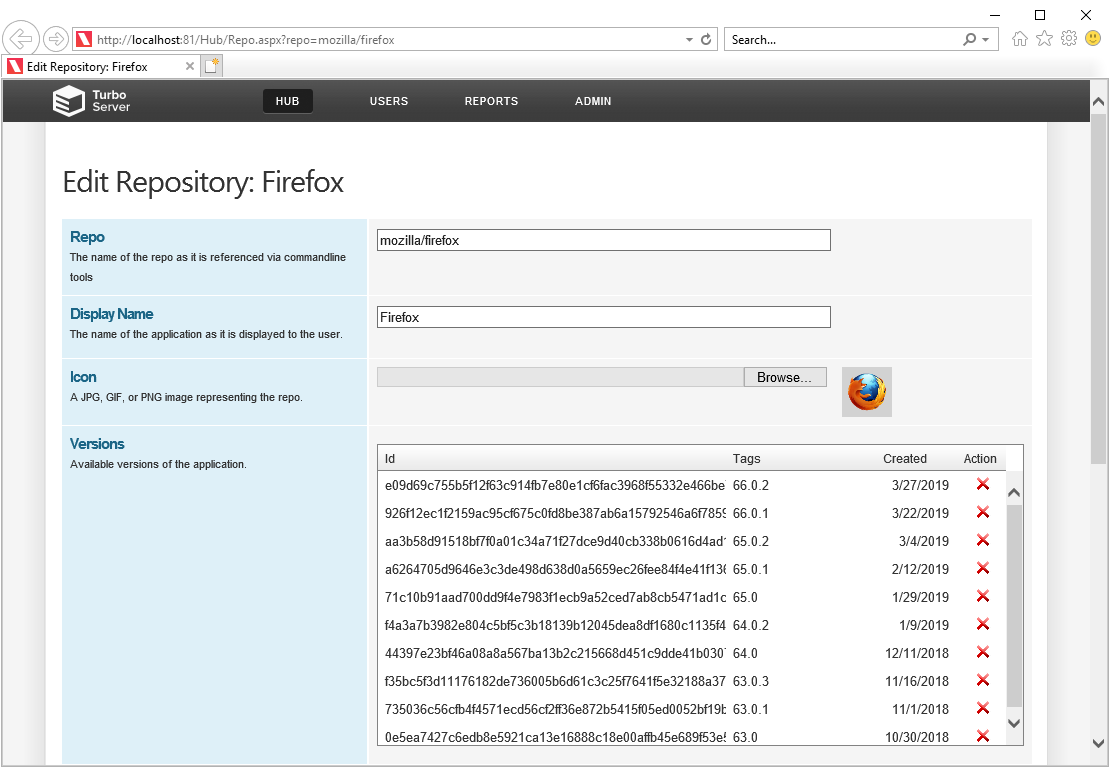 http://localhost:81/Hub/Repo.aspx?repo=mozilla/firefox
Search...
Edit Repository: Firefox
Turbo
Server
HUB USERS REPORTS ADMIN
Edit Repository: Firefox
Repo
The name of the repo as it is referenced via commandline
tools
mozilla/firefox
Display Name
The name of the application as it is displayed to the user.
Firefox
Icon
A JPG, GIF, or PNG image representing the repo.
Browse...
Versions
Available versions of the application.
Id Tags Created Action
e09d69c755b5f12f63c914fb7e80e1cf6fac3968f55332e466be 66.0.2 3/27/2019
926f12ec1f2159ac95cf675c0fd8be387ab6a15792546a6f7859 66.0.1 3/22/2019
aa3b58d91518bf7f0a01c34a71f27dce9d40cb338b0616d4ad 65.0.2 3/4/2019
a6264705d9646e3c3de498d638d0a5659ec26fee84f4e41f136 65.0.1 2/12/2019
71c10b91aad700dd9f4e7983f1ecb9a52ced7ab8cb5471ad1c 65.0 1/29/2019
f4a3a7b3982e804c5bf5c3b18139b12045dea8df1680c1135f4 64.0.2 1/9/2019
44397e23bf46a08a8a567ba13b2c215668d451c9dde41b030 64.0 12/11/2018
f35bc5f3d11176182de736005b6d61c3c25f7641f5e32188a37 63.0.3 11/16/2018
735036c56cfb4f4571ecd56cf2ff36e872b5415f05ed0052bf19b 63.0.1 11/1/2018
0e5ea7427c6edb8e5921ca13e16888c18e00affb45e689f53e 63.0 10/30/2018